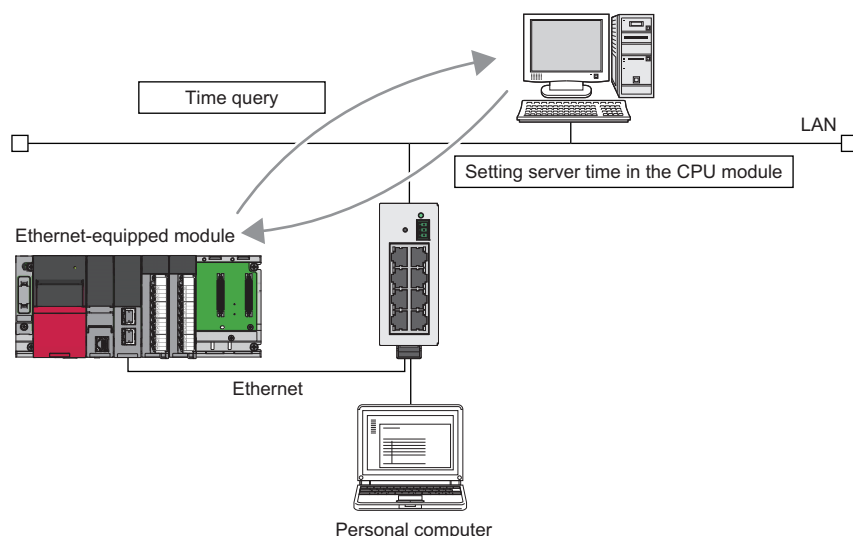 Time query
LAN
Setting server time in the CPU module
Ethernet-equipped module
Ethernet
Personal computer